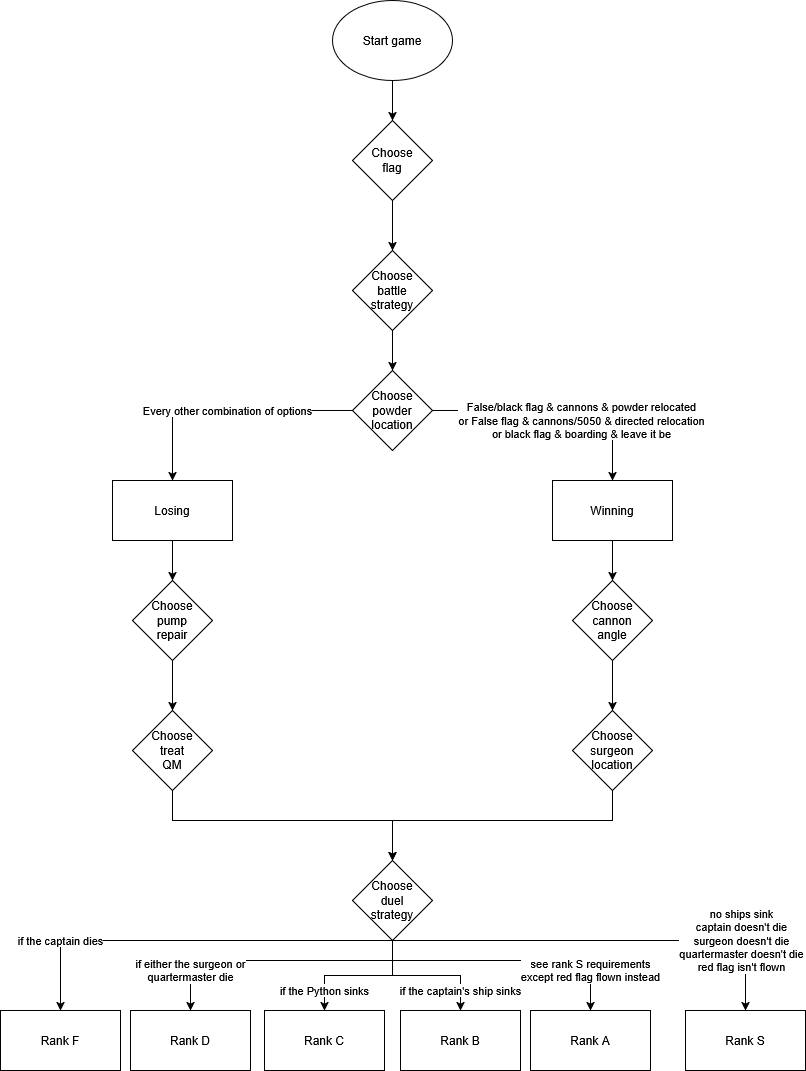 Start game
Choose
flag
Choose
battle
strategy
Choose
powder
location
Every other combination of options
False/black flag & cannons & powder relocated
or False flag & cannons/5050 & directed relocation
or black flag & boarding & leave it be
Losing
Winning
Choose
pump
repair
Choose
cannon
angle
Choose
treat
QM
Choose
surgeon
location
Choose
duel
strategy
if the captain dies
if either the surgeon or
quartermaster die
if the Python sinks
if the captain's ship sinks
see rank S requirements
except red flag flown instead
no ships sink
captain doesn't die
surgeon doesn't die
quartermaster doesn't die
red flag isn't flown
Rank F
Rank D
Rank C
Rank B
Rank A
Rank S